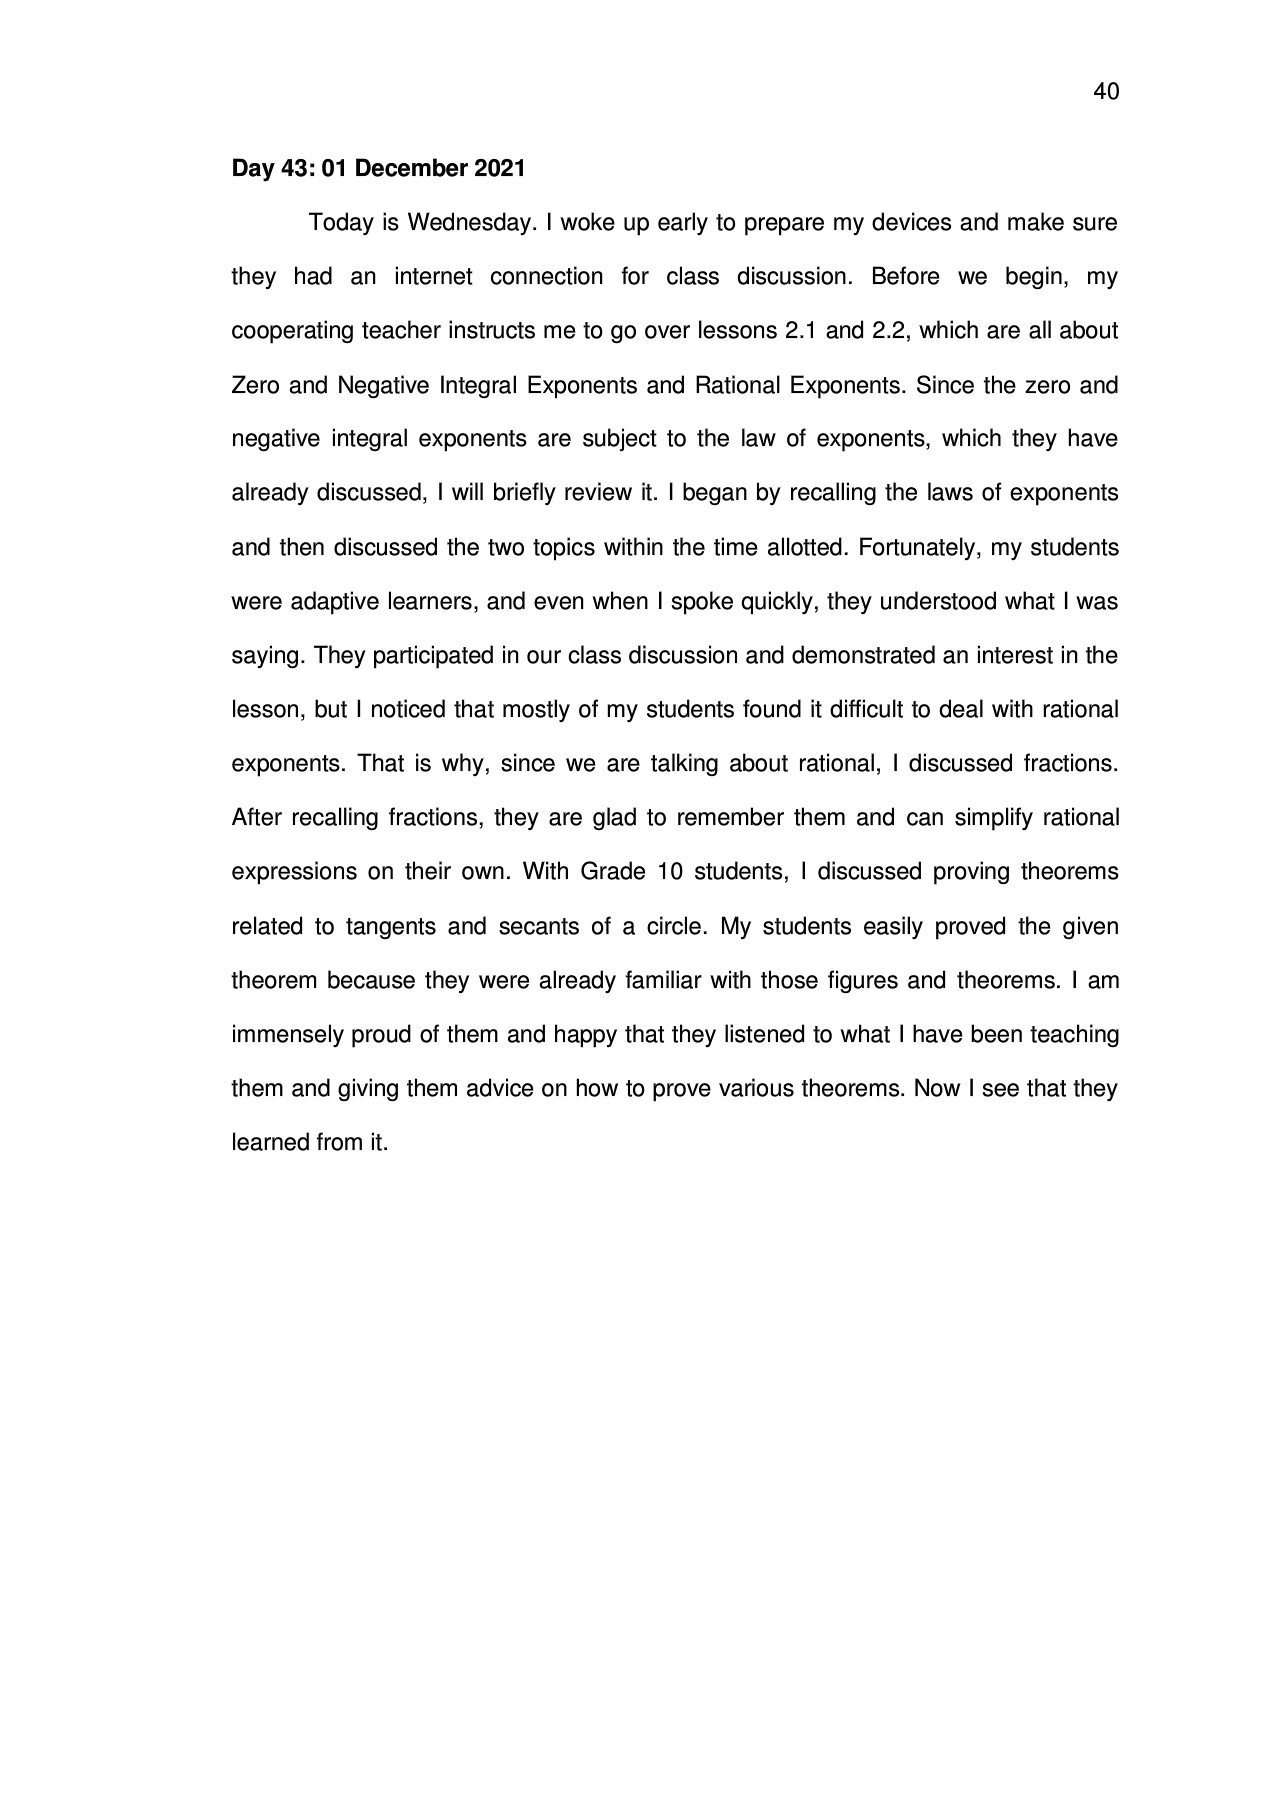 40
Day 43: 01 December 2021
Today is Wednesday. I woke up early to prepare my devices and make sure
they had an internet connection for class discussion. Before we begin, my
cooperating teacher instructs me to go over lessons 2.1 and 2.2, which are all about
Zero and Negative Integral Exponents and Rational Exponents. Since the zero and
negative integral exponents are subject to the law of exponents, which they have
already discussed, I will briefly review it. I began by recalling the laws of exponents
and then discussed the two topics within the time allotted. Fortunately, my students
were adaptive learners, and even when I spoke quickly, they understood what I was
saying. They participated in our class discussion and demonstrated an interest in the
lesson, but I noticed that mostly of my students found it difficult to deal with rational
exponents. That is why, since we are talking about rational, I discussed fractions.
After recalling fractions, they are glad to remember them and can simplify rational
expressions on their own. With Grade 10 students, I discussed proving theorems
related to tangents and secants of a circle. My students easily proved the given
theorem because they were already familiar with those figures and theorems. I am
immensely proud of them and happy that they listened to what I have been teaching
them and giving them advice on how to prove various theorems. Now I see that they
learned from it.